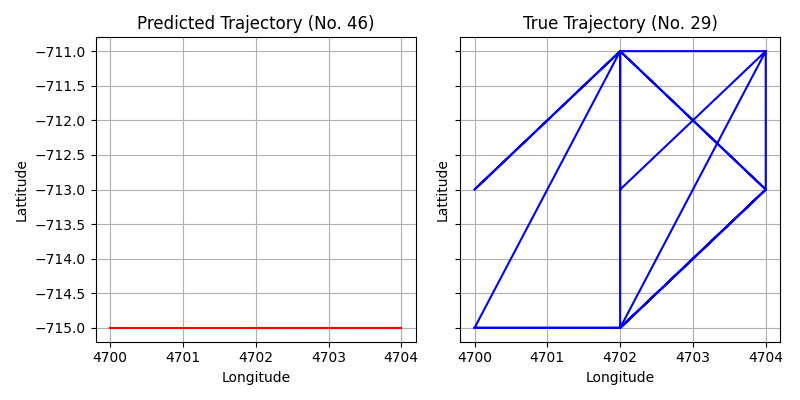 Predicted Trajectory (No. 46)
True Trajectory (No. 29)
Lattitude
−711.0
−711.5
−712.0
−712.5
−713.0
−713.5
−714.0
−714.5
−715.0
4700 4701 4702 4703 4704
Longitude
Lattitude
4700 4701 4702 4703 4704
Longitude